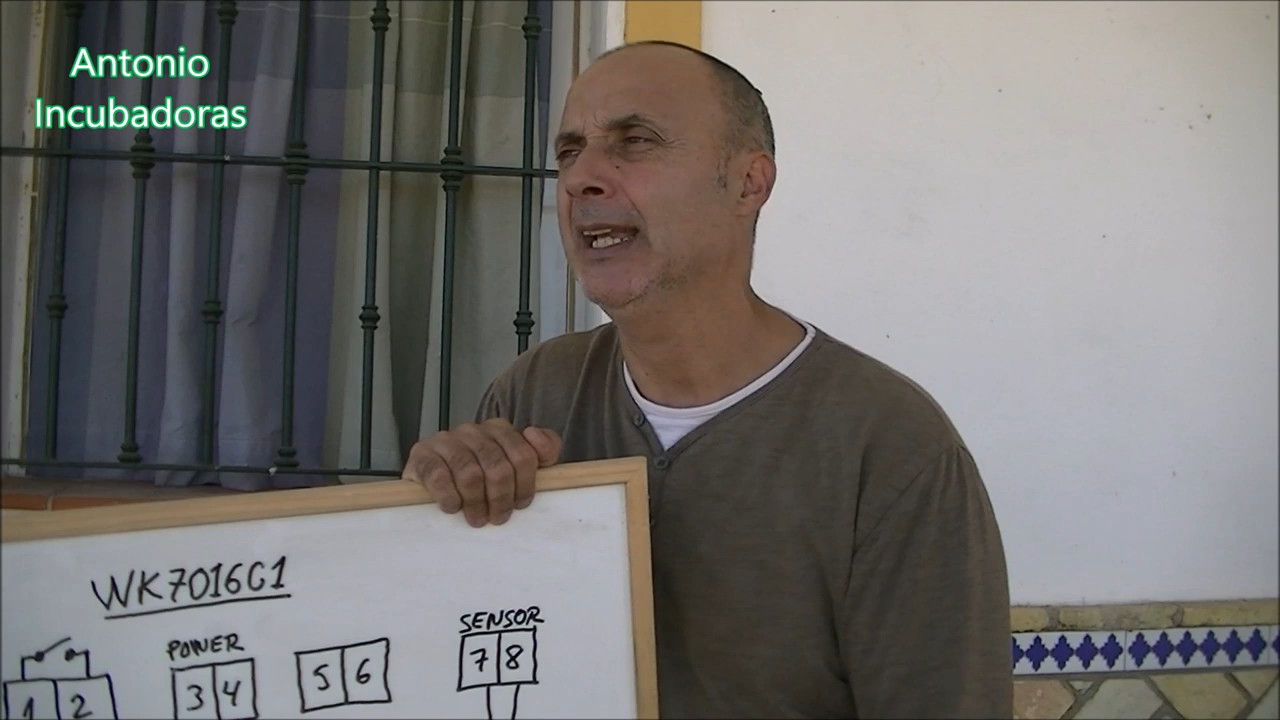 Antonio
Incubadoras
WK7016C1
SENSOR
POWER
1 2
3 4
5 6
7 8